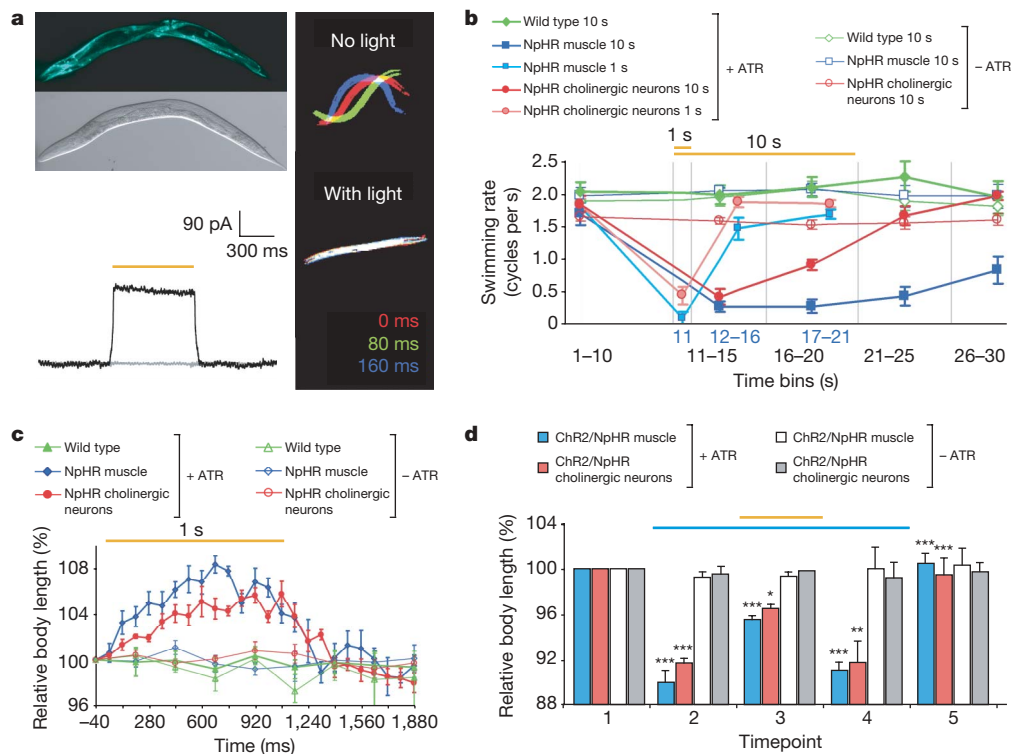 a
No light
With light
90 pA
300 ms
0 ms
80 ms
160 ms
b
Wild type 10 s
NpHR muscle 10 s
NpHR muscle 1 s
NpHR cholinergic neurons 10 s
NpHR cholinergic neurons 1 s
+ ATR
Wild type 10 s
NpHR muscle 10 s
NpHR cholinergic
neurons 10 s
– ATR
1 s
10 s
Swimming rate
(cycles per s)
2.5
2.0
1.5
1.0
0.5
0
11
12–16
17–21
1–10
11–15
16–20
21–25
26–30
Time bins (s)
c
Wild type
NpHR muscle
NpHR cholinergic
neurons
+ ATR
Wild type
NpHR muscle
NpHR cholinergic
neurons
– ATR
1 s
Relative body length (%)
108
104
100
96
–40
280
600
920
1,240
1,560
1,880
Time (ms)
d
ChR2/NpHR muscle
ChR2/NpHR
cholinergic neurons
+ ATR
ChR2/NpHR muscle
ChR2/NpHR
cholinergic neurons
– ATR
Relative body length (%)
104
100
96
92
88
*** ***
*** *
*** **
*** ***
1
2
3
4
5
Timepoint